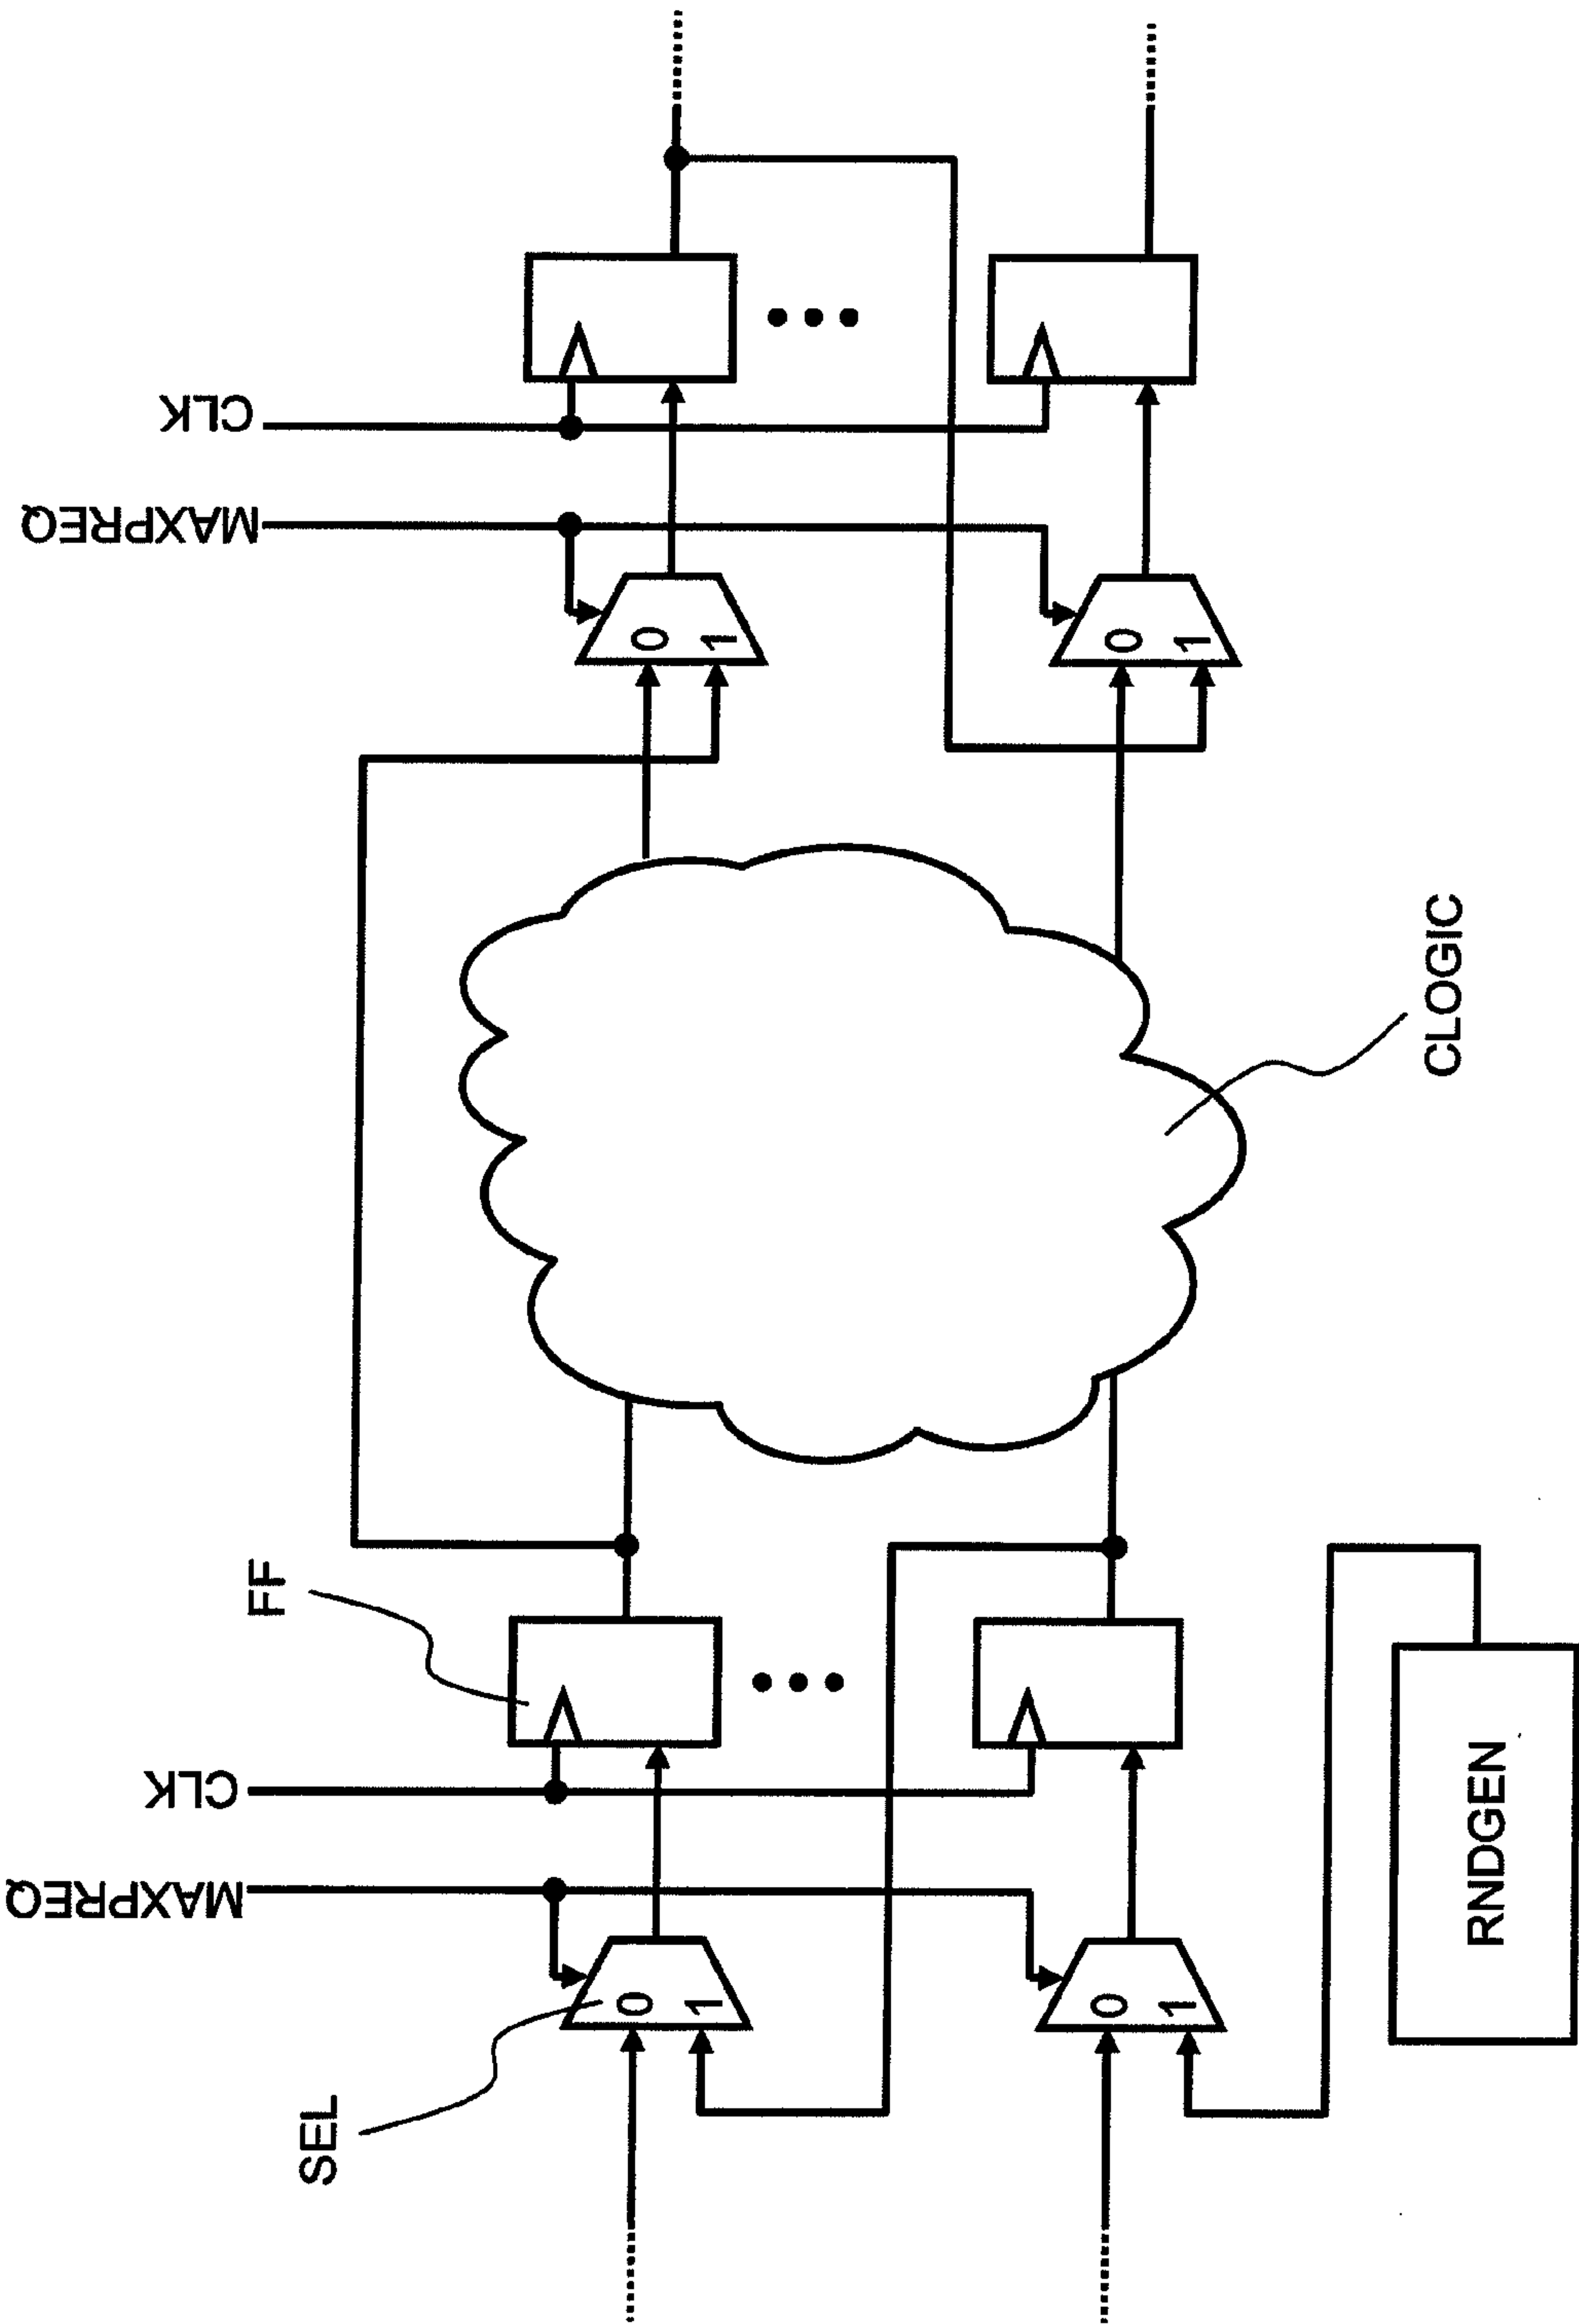 MAXPREQ
CLK
MAXPREQ
CLK
SEL
FF
0
1
0
1
0
1
0
1
CLOGIC
RNDGEN